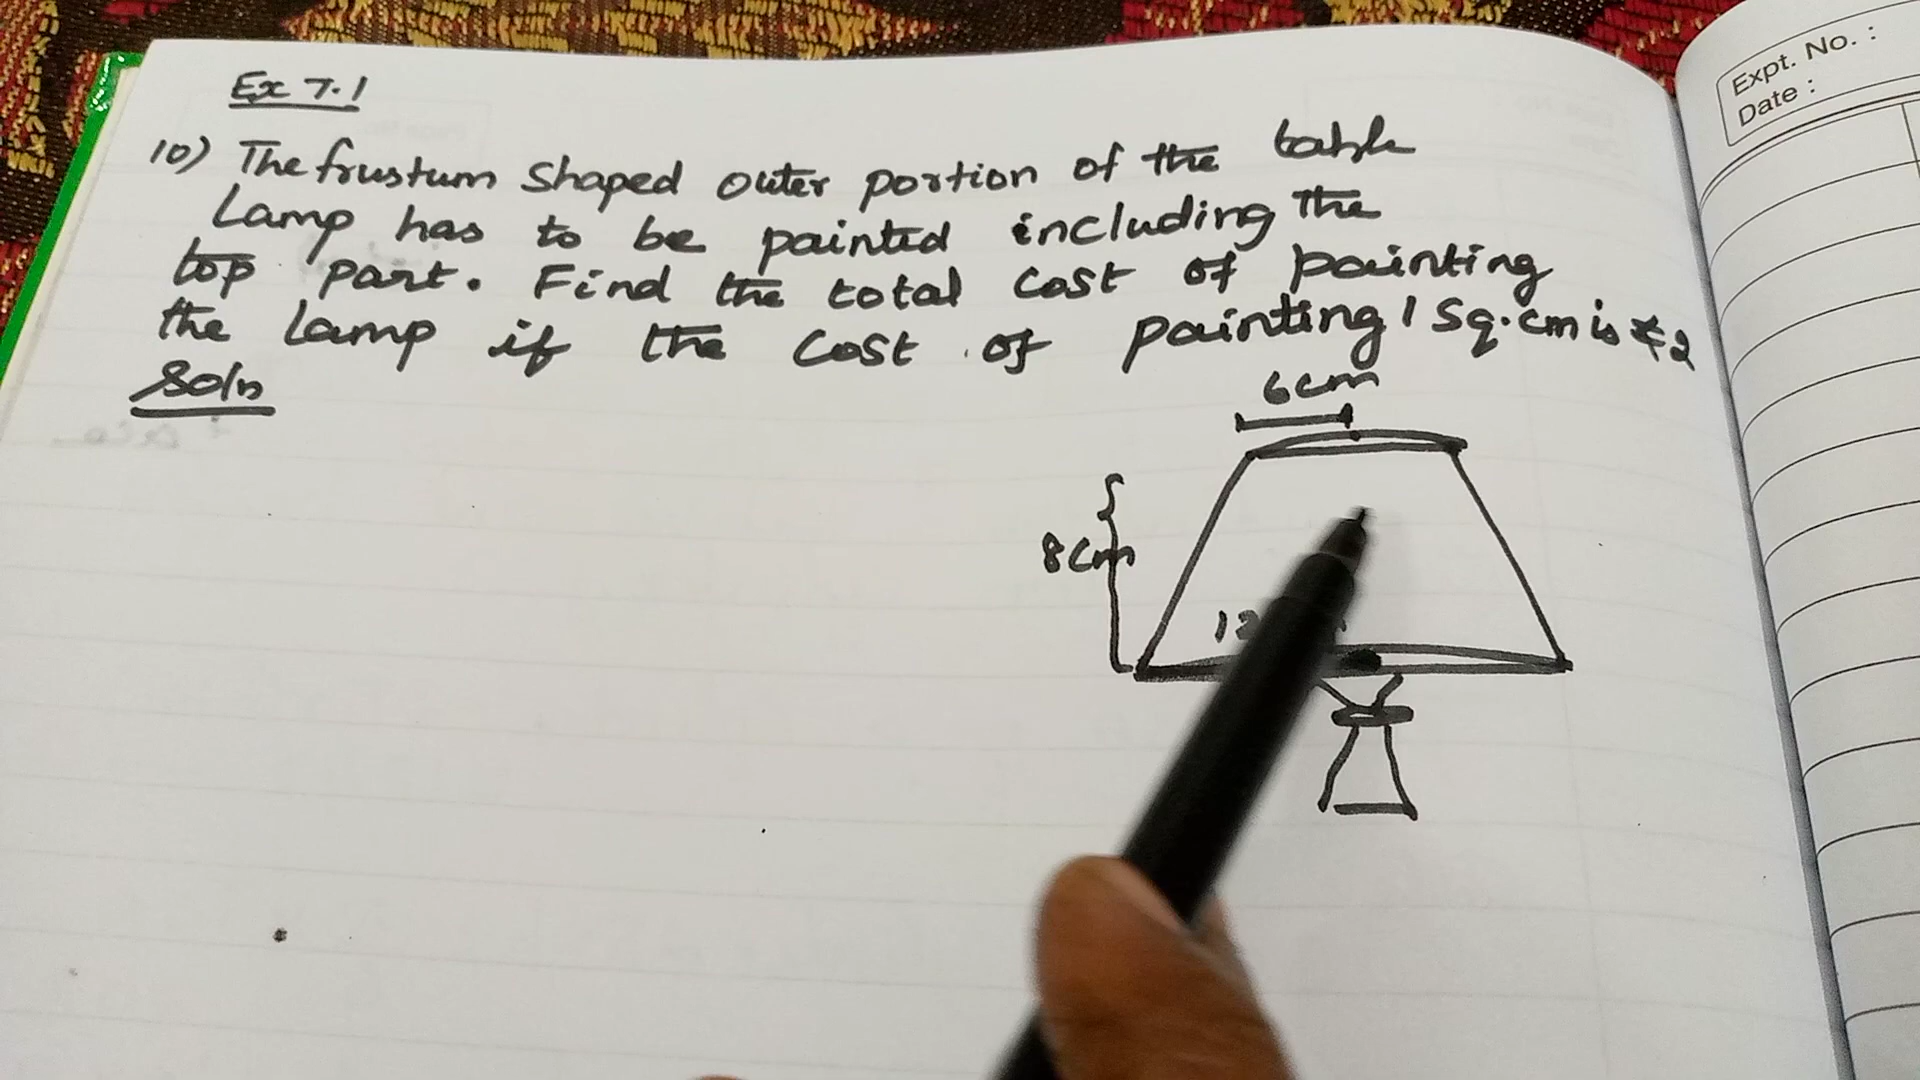 Ex 7.1
10) The frustum shaped outer portion of the table
Lamp has to be painted including the
top part. Find the total cost of painting
the lamp if the cost of painting 1 Sq.cm is ₹2
Soln
6cm
8cm
Expt. No. :
Date :